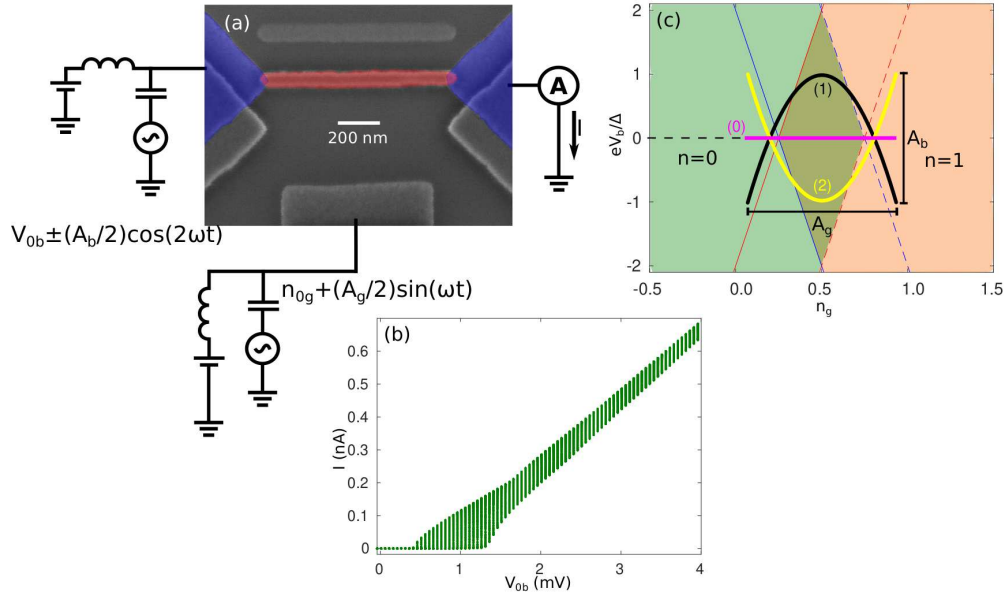 (a)
200 nm
A
I
V0b±(Ab/2)cos(2ωt)
n0g+(Ag/2)sin(ωt)
(b)
I (nA)
0.6
0.5
0.4
0.3
0.2
0.1
0
0 1 2 3 4
V0b (mV)
(c)
eVb/Δ
2
1
0
-1
-2
(1)
(0)
(2)
n=0
n=1
Ab
Ag
-0.5 0.0 0.5 1.0 1.5
ng